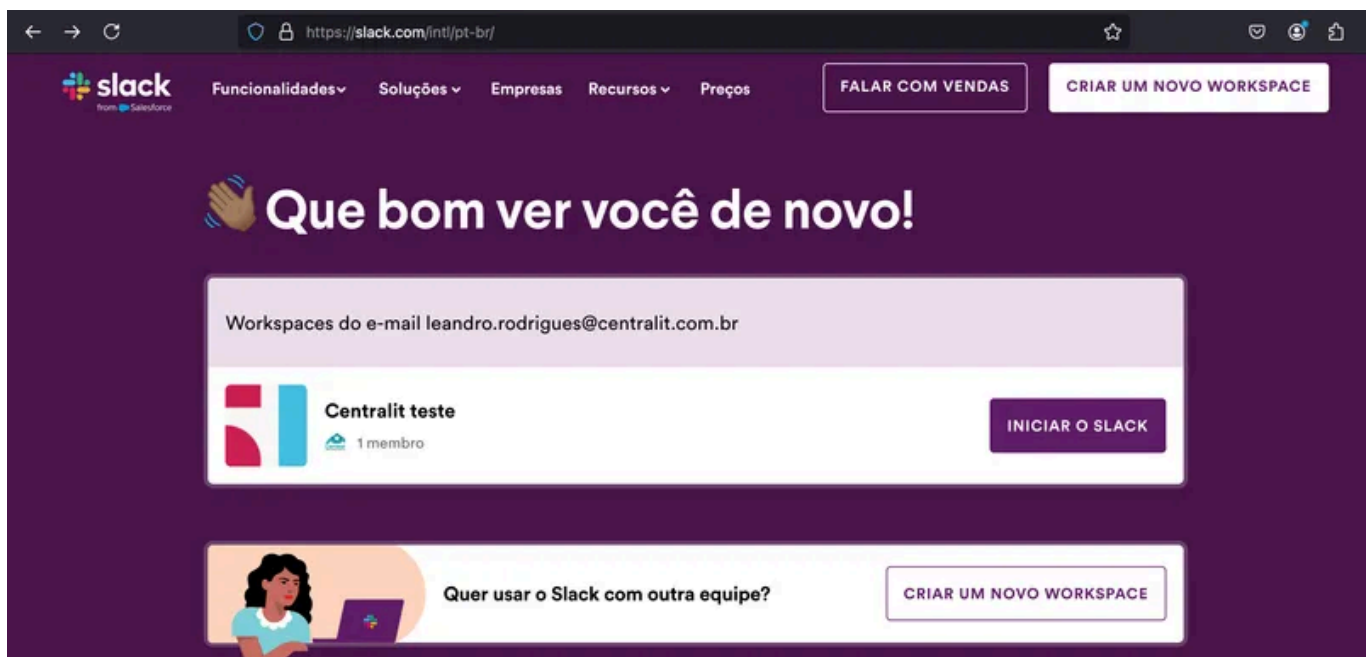 https://slack.com/intl/pt-br/
slack
from Salesforce
Funcionalidades
Soluções
Empresas
Recursos
Preços
FALAR COM VENDAS
CRIAR UM NOVO WORKSPACE
Que bom ver você de novo!
Workspaces do e-mail leandro.rodrigues@centralit.com.br
Centralit teste
1 membro
INICIAR O SLACK
Quer usar o Slack com outra equipe?
CRIAR UM NOVO WORKSPACE